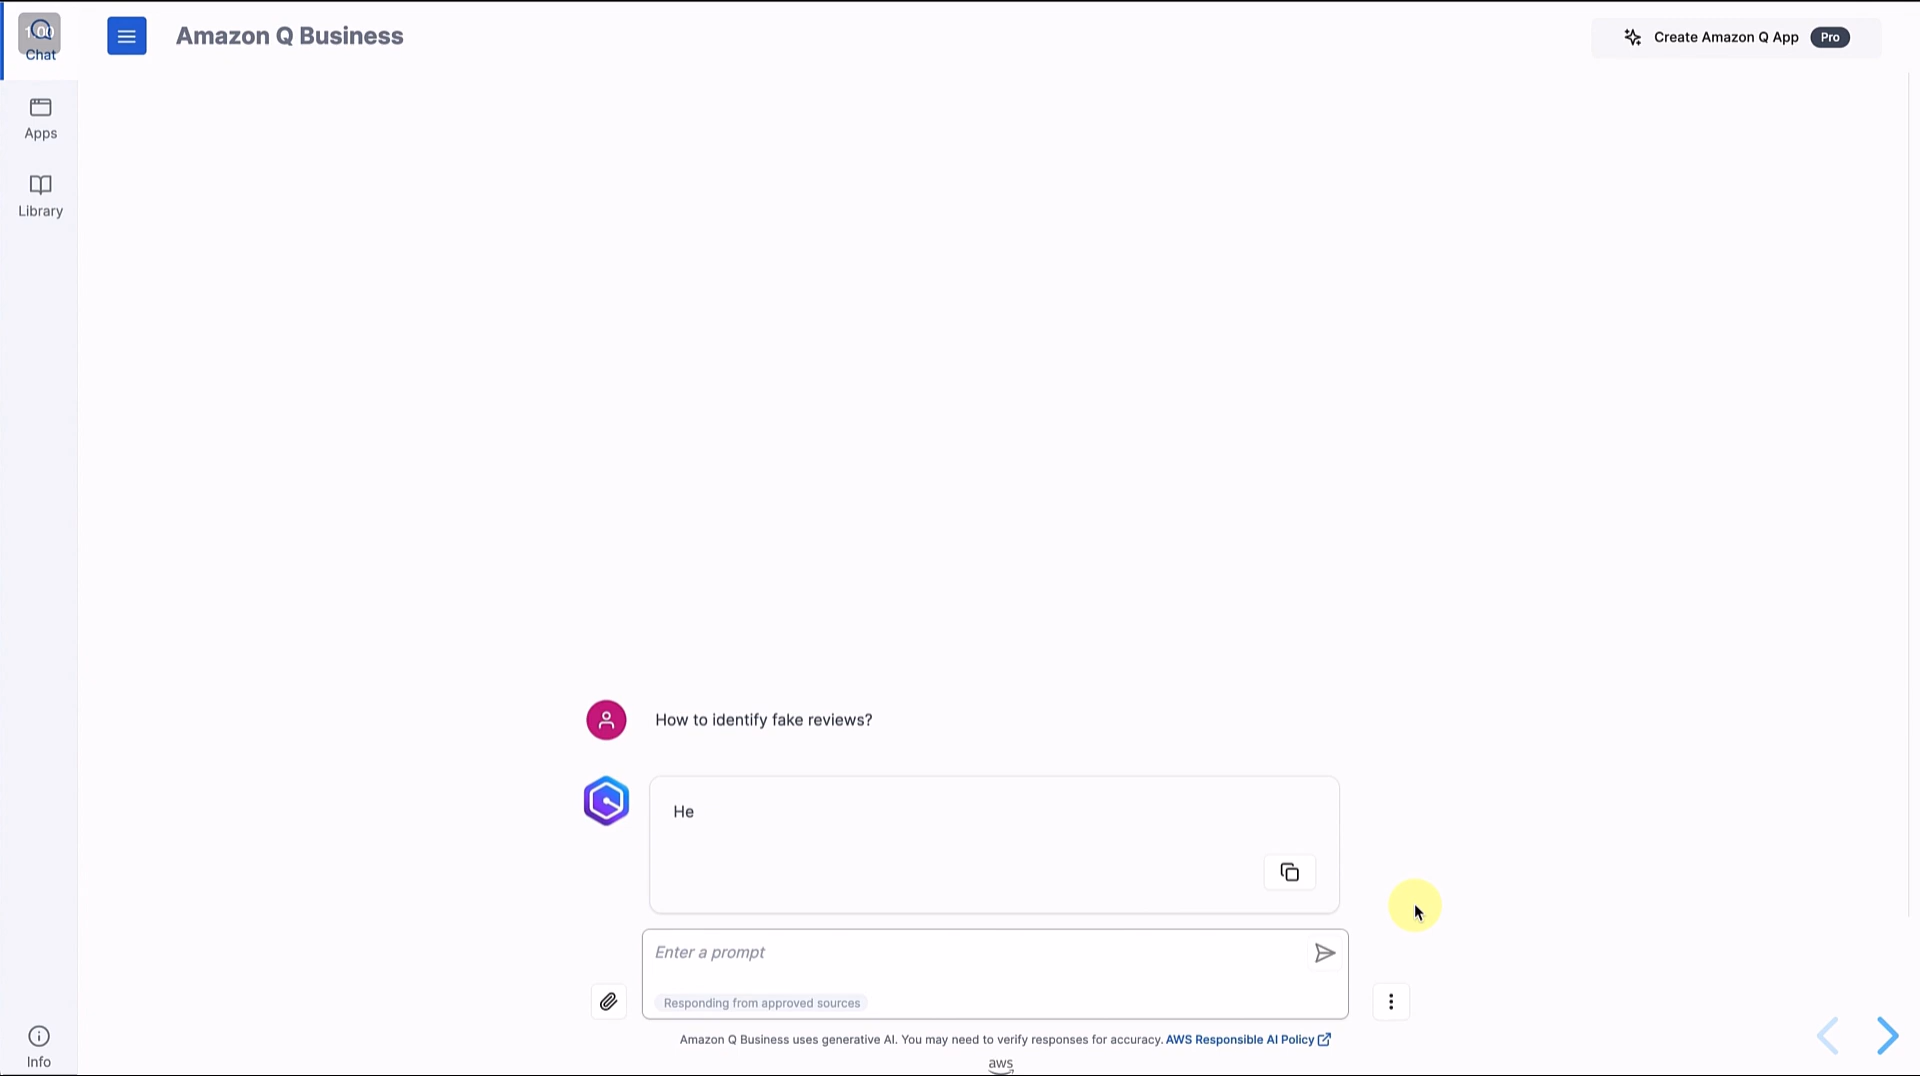 1.00
Chat
Amazon Q Business
Create Amazon Q App Pro
Apps
Library
How to identify fake reviews?
He
Enter a prompt
Responding from approved sources
Amazon Q Business uses generative AI. You may need to verify responses for accuracy. AWS Responsible AI Policy
aws
Info